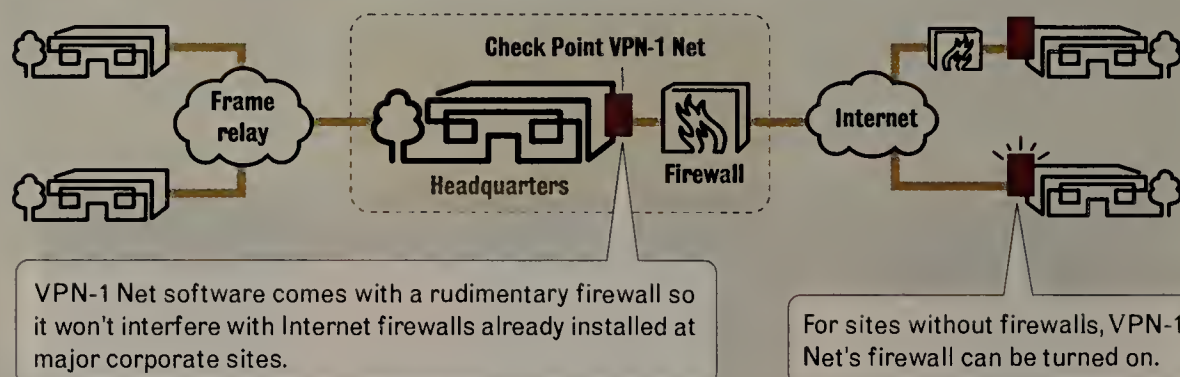 Check Point VPN-1 Net
Frame
relay
Headquarters
Firewall
Internet
VPN-1 Net software comes with a rudimentary firewall so
it won't interfere with Internet firewalls already installed at
major corporate sites.
For sites without firewalls, VPN-1
Net's firewall can be turned on.